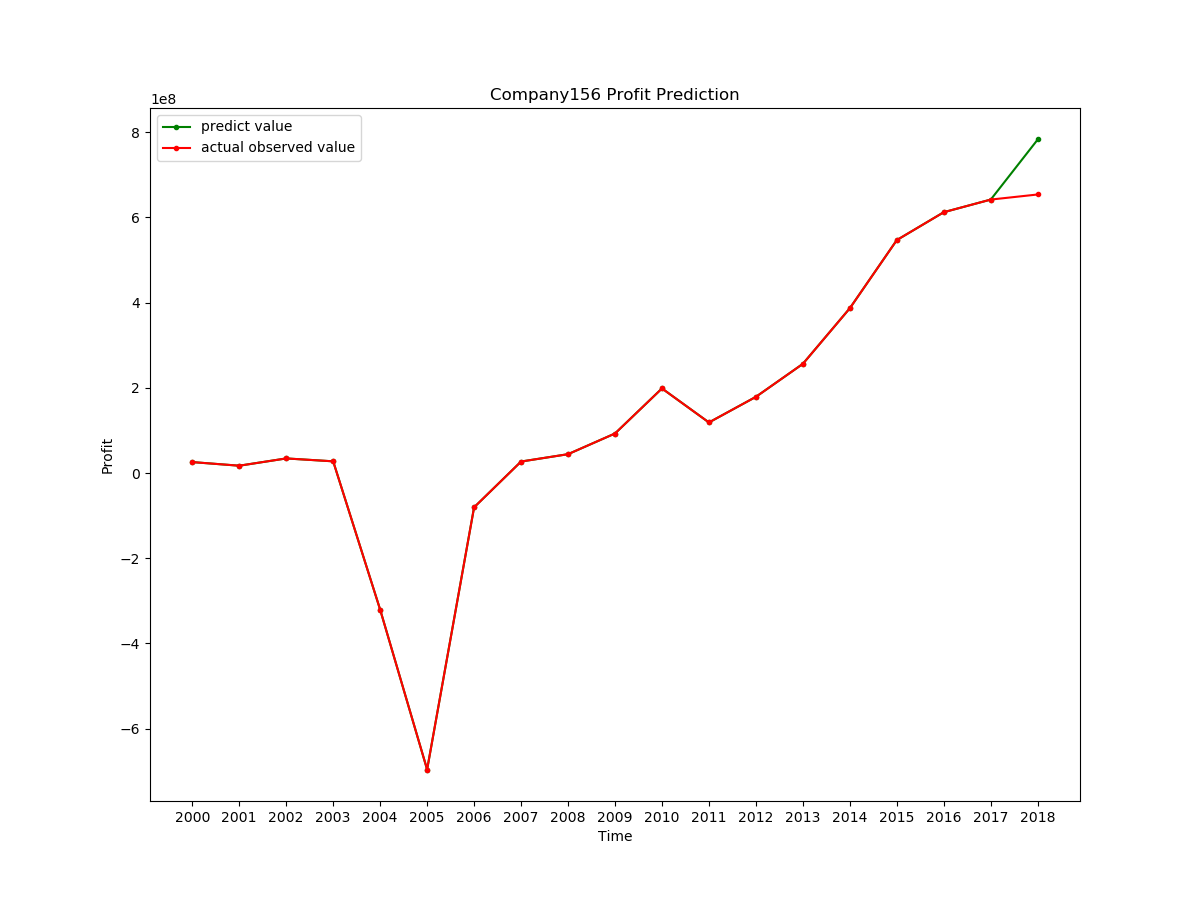 Company156 Profit Prediction
1e8
predict value
actual observed value
8
6
4
2
0
−2
−4
−6
Profit
2000 2001 2002 2003 2004 2005 2006 2007 2008 2009 2010 2011 2012 2013 2014 2015 2016 2017 2018
Time